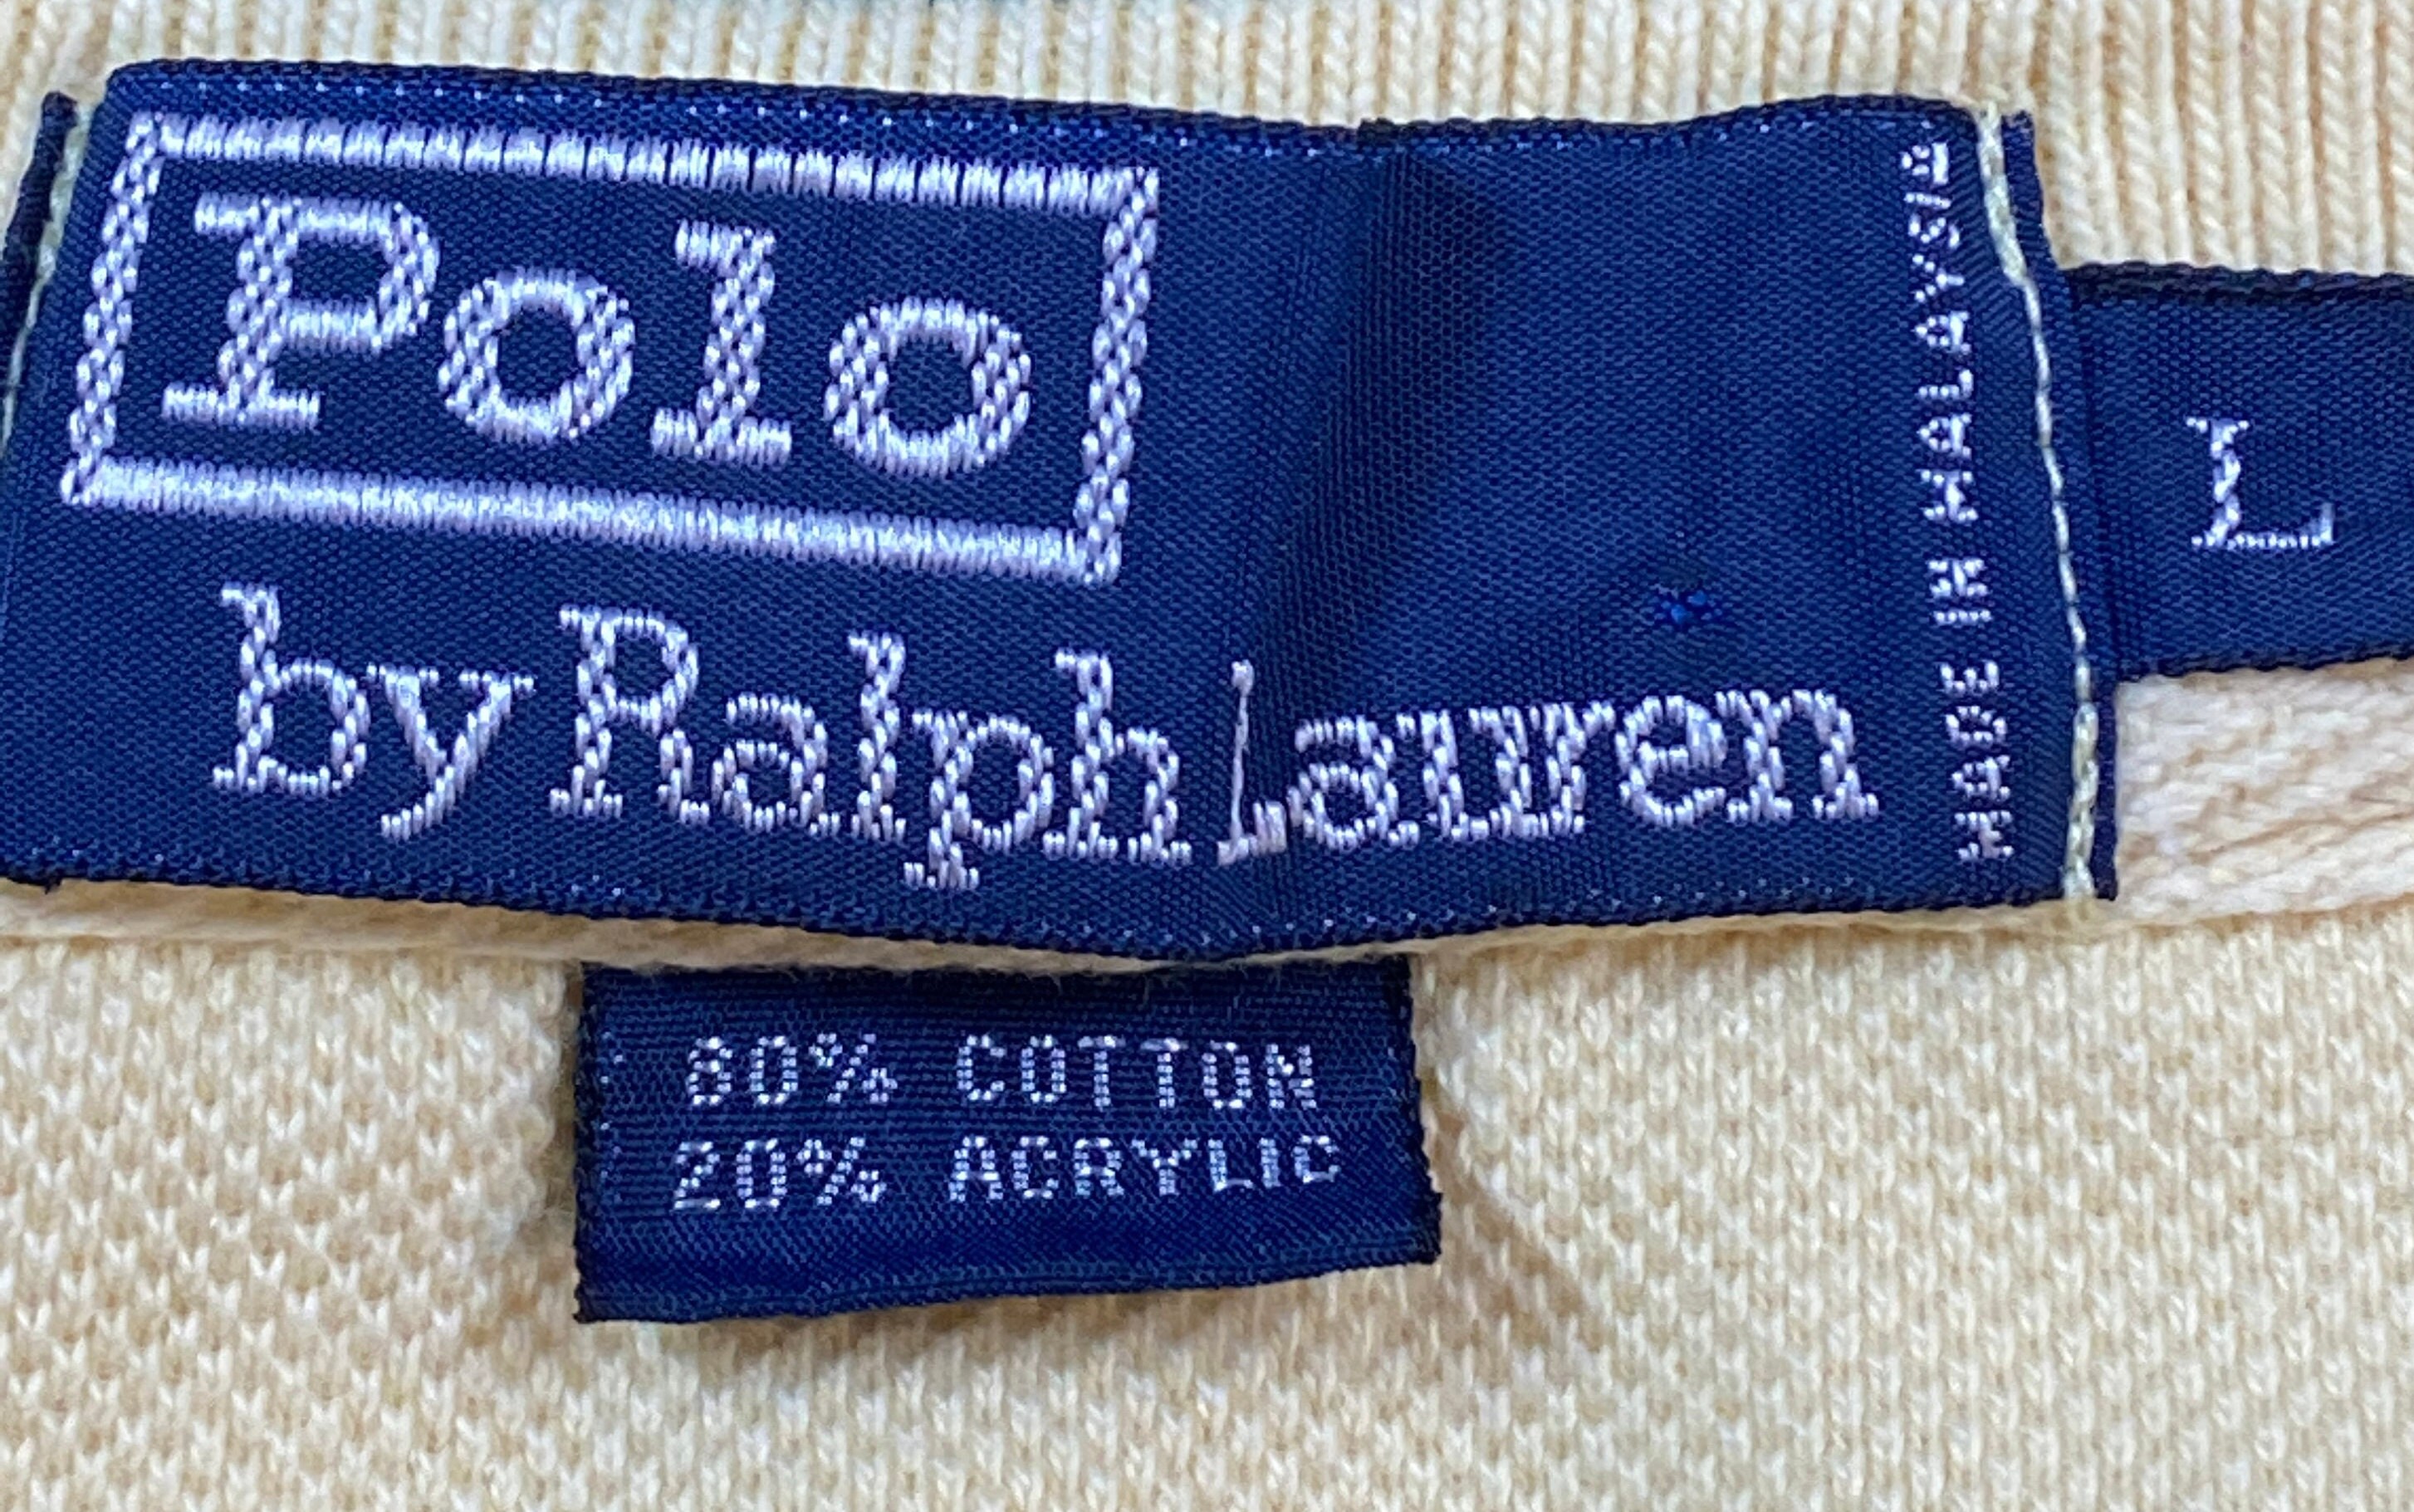 Polo
by Ralph Lauren
MADE IN MALAYSIA
L
80% COTTON
20% ACRYLIC